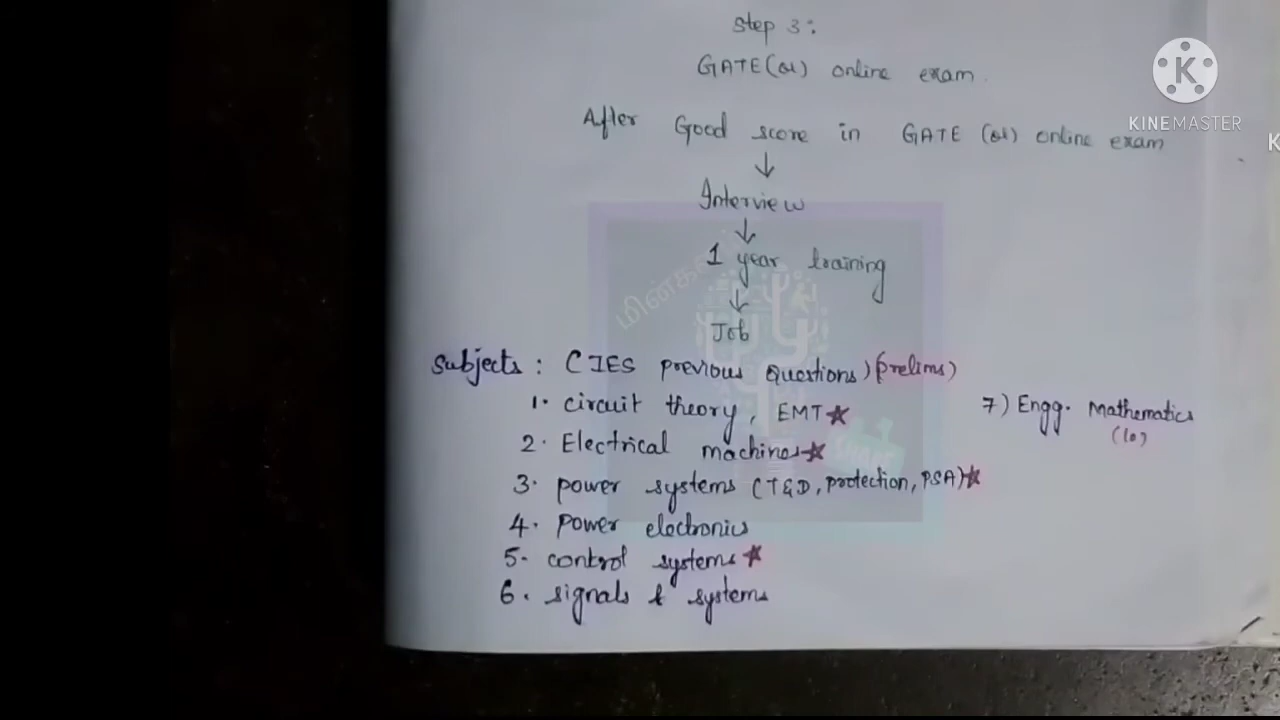 Step 3:
GATE (or) online exam
After Good score in GATE (or) online exam
↓
Interview
↓
1 year training
↓
Job
Subjects : (IES previous Questions) (prelims)
1. circuit theory, EMT★
2. Electrical machines★
3. power systems (T&D, protection, PSA)★
4. Power electronics
5. control systems★
6. signals & systems
7) Engg. Mathematics
(10)
K
KINEMASTER
K